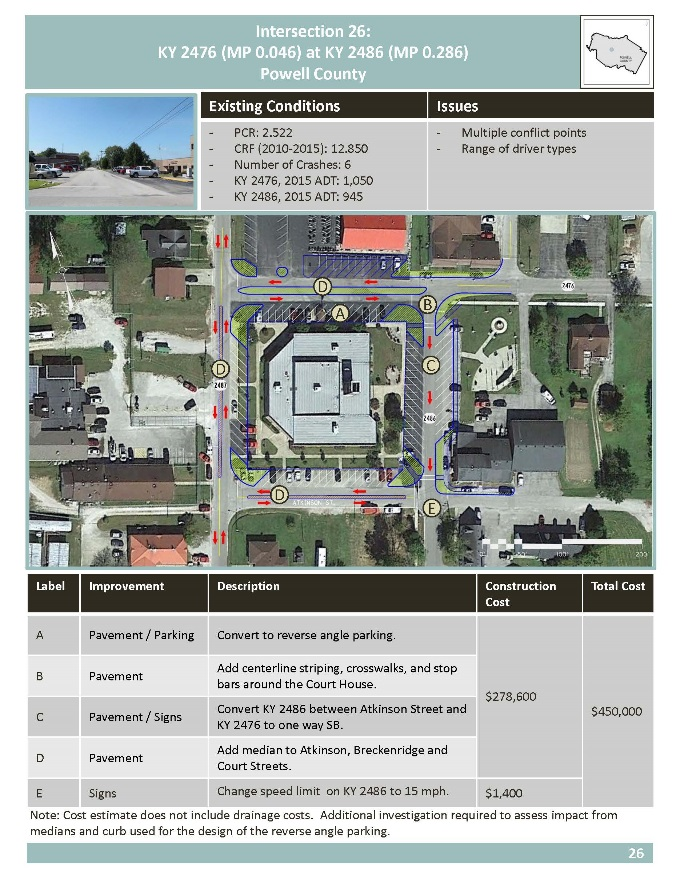 Intersection 26:
KY 2476 (MP 0.046) at KY 2486 (MP 0.286)
Powell County
POWELL
Existing Conditions
- PCR: 2.522
- CRF (2010-2015): 12.850
- Number of Crashes: 6
- KY 2476, 2015 ADT: 1,050
- KY 2486, 2015 ADT: 945
Issues
- Multiple conflict points
- Range of driver types
D
2476
B
A
C
D
2487
2486
D
ATKINSON ST.
E
200
Label Improvement Description Construction Cost Total Cost
A Pavement / Parking Convert to reverse angle parking.
B Pavement Add centerline striping, crosswalks, and stop
bars around the Court House.
$278,600
$450,000
C Pavement / Signs Convert KY 2486 between Atkinson Street and
KY 2476 to one way SB.
D Pavement Add median to Atkinson, Breckenridge and
Court Streets.
E Signs Change speed limit on KY 2486 to 15 mph. $1,400
Note: Cost estimate does not include drainage costs. Additional investigation required to assess impact from
medians and curb used for the design of the reverse angle parking.
26